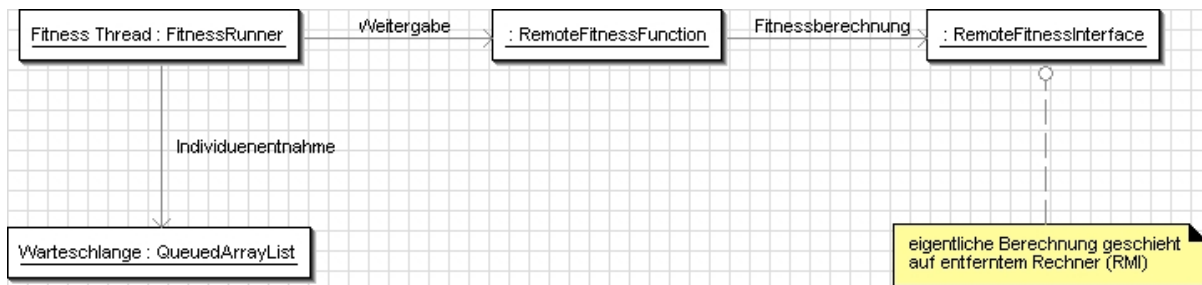 Fitness Thread : FitnessRunner
Weitergabe
: RemoteFitnessFunction
Fitnessberechnung
: RemoteFitnessInterface
Individuenentnahme
Warteschlange : QueuedArrayList
eigentliche Berechnung geschieht
auf entferntem Rechner (RMI)